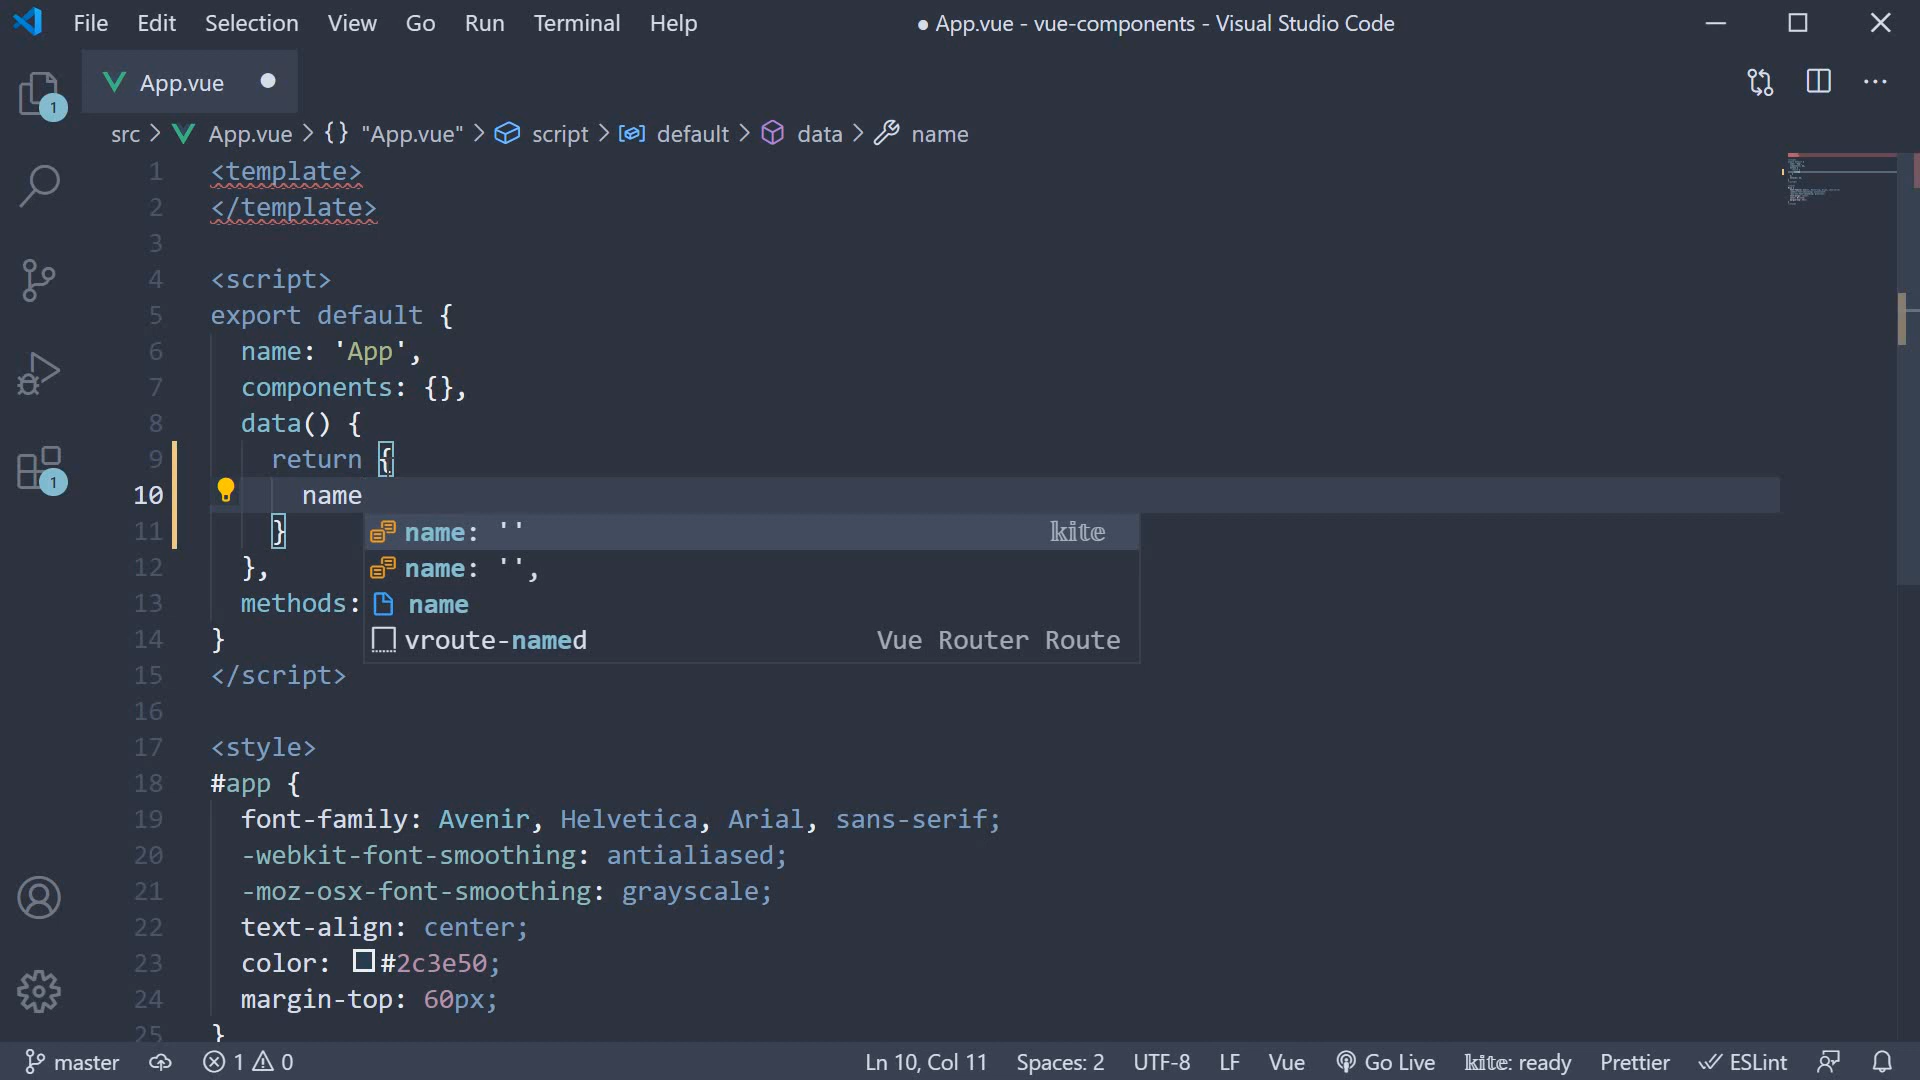 File Edit Selection View Go Run Terminal Help ● App.vue - vue-components - Visual Studio Code
App.vue
1
src > App.vue > {} "App.vue" > script > default > data > name
1 <template>
2 </template>
3
4 <script>
5 export default {
6 name: 'App',
7 components: {},
8 data() {
9 return {
10 name
11 }
name: '' kite
12 },
name: '',
13 methods:
name
14 }
vroute-named Vue Router Route
15 </script>
1
16
17 <style>
18 #app {
19 font-family: Avenir, Helvetica, Arial, sans-serif;
20 -webkit-font-smoothing: antialiased;
21 -moz-osx-font-smoothing: grayscale;
22 text-align: center;
23 color: #2c3e50;
24 margin-top: 60px;
25 }
master 1 0 Ln 10, Col 11 Spaces: 2 UTF-8 LF Vue Go Live kite: ready Prettier ESLint